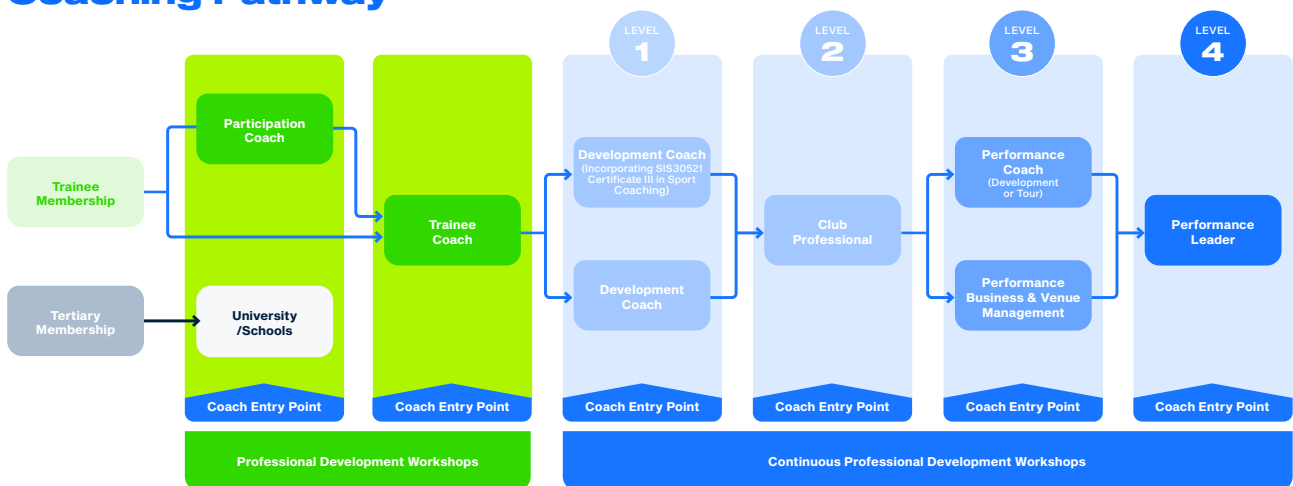 Coaching Pathway
LEVEL
1
LEVEL
2
LEVEL
3
LEVEL
4
Trainee
Membership
Tertiary
Membership
Participation
Coach
University
/Schools
Trainee
Coach
Development Coach
(Incorporating SIS30521
Certificate III in Sport
Coaching)
Development
Coach
Club
Professional
Performance
Coach
(Development
or Tour)
Performance
Business & Venue
Management
Performance
Leader
Coach Entry Point
Coach Entry Point
Coach Entry Point
Coach Entry Point
Coach Entry Point
Coach Entry Point
Professional Development Workshops
Continuous Professional Development Workshops